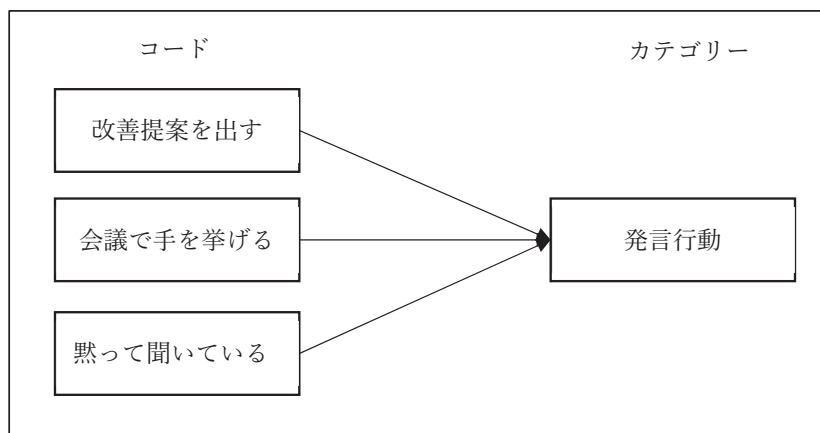 コード
カテゴリー
改善提案を出す
会議で手を挙げる
発言行動
黙って聞いている